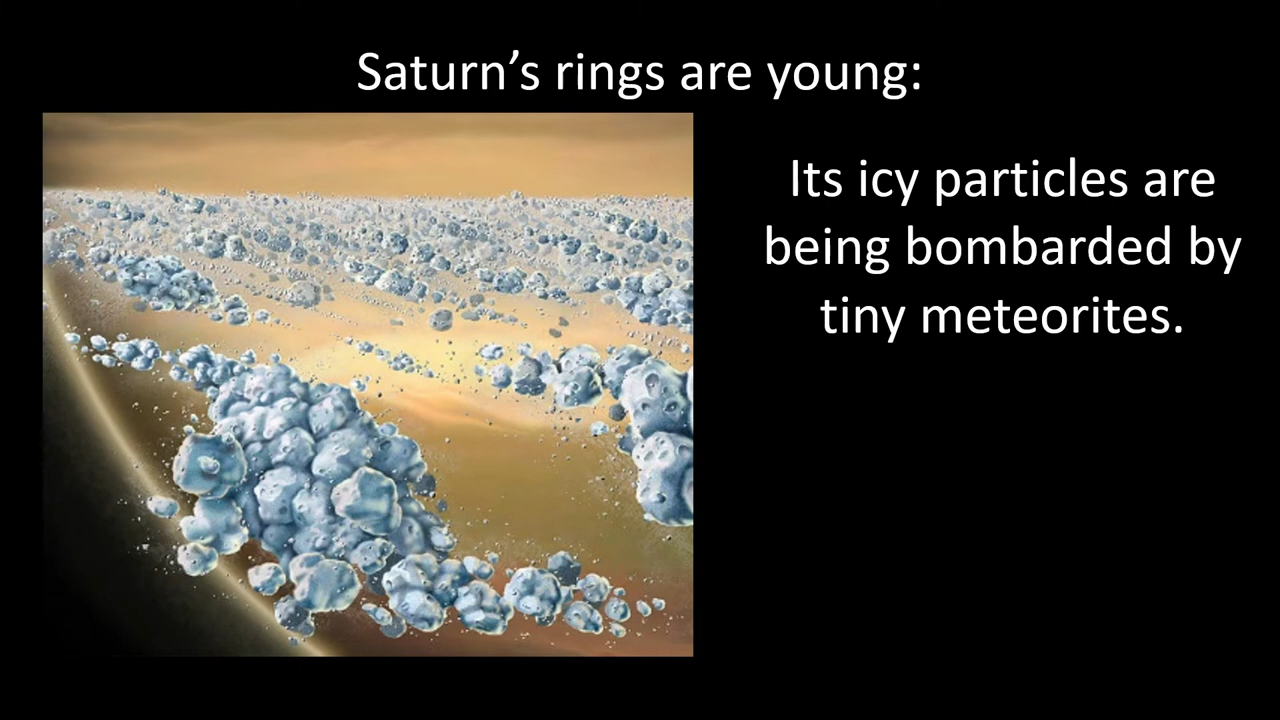 Saturn’s rings are young:
Its icy particles are
being bombarded by
tiny meteorites.